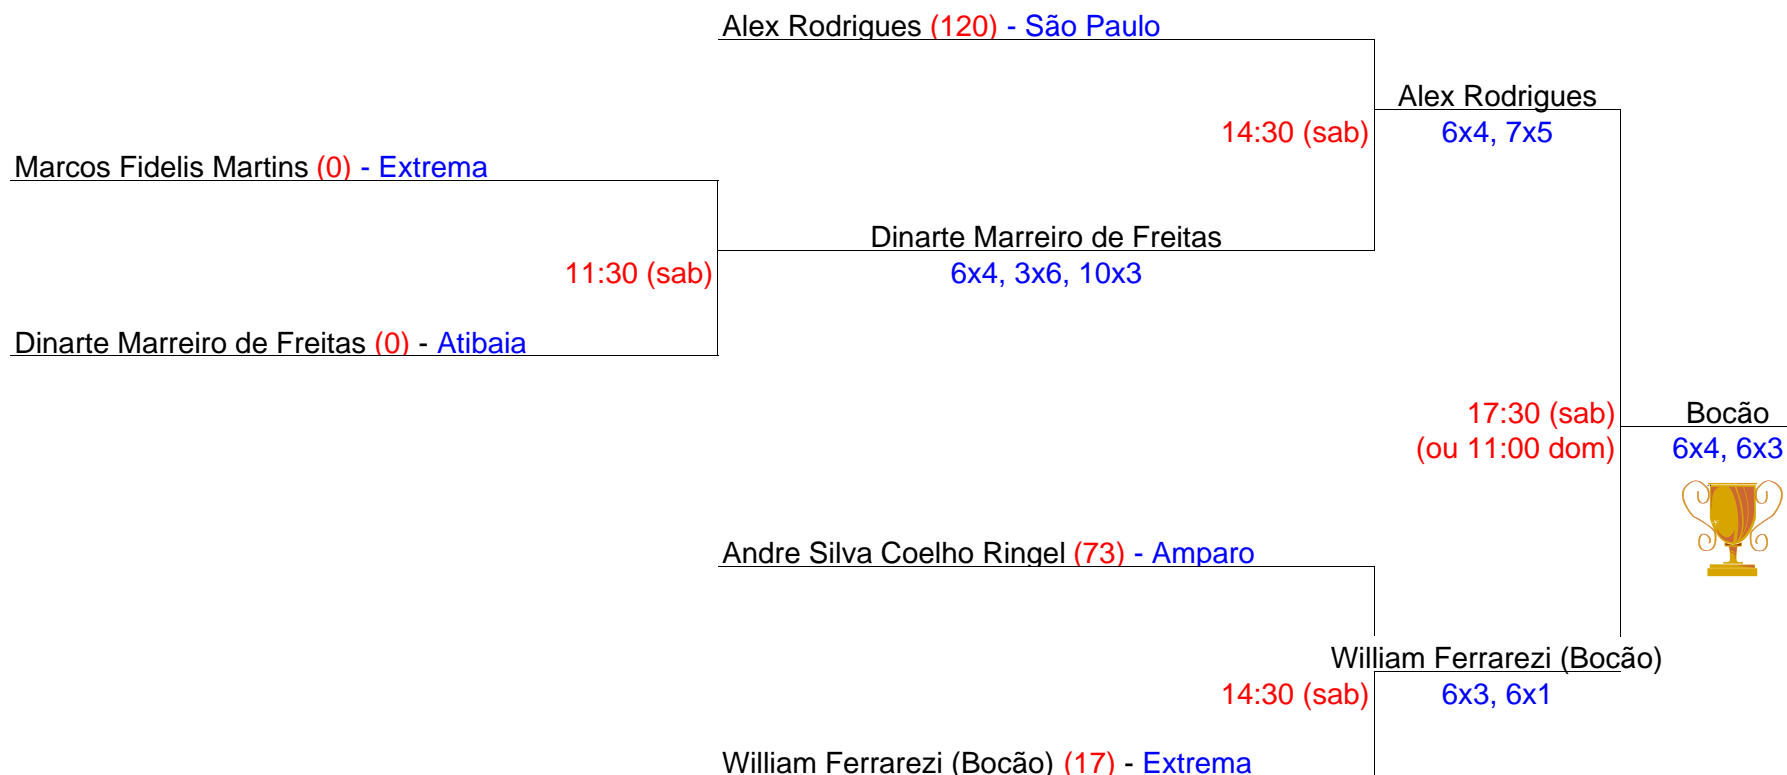 Alex Rodrigues (120) - São Paulo
Alex Rodrigues
14:30 (sab)
6x4, 7x5
Marcos Fidelis Martins (0) - Extrema
Dinarte Marreiro de Freitas
11:30 (sab)
6x4, 3x6, 10x3
Dinarte Marreiro de Freitas (0) - Atibaia
17:30 (sab)
Bocão
(ou 11:00 dom)
6x4, 6x3
Andre Silva Coelho Ringel (73) - Amparo
William Ferrarezi (Bocão)
14:30 (sab)
6x3, 6x1
William Ferrarezi (Bocão) (17) - Extrema